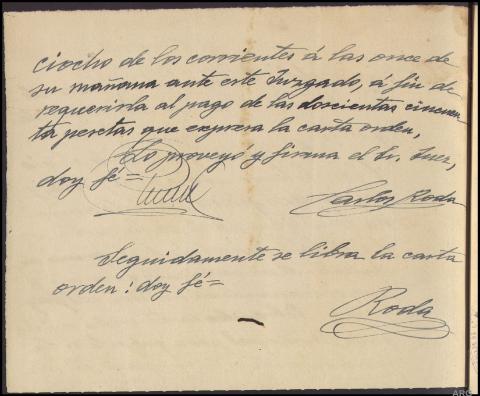 ciocho de los corrientes á las once de
su mañana ante este Juzgado, á fin de
requerirla al pago de las doscientas cincuen
ta pesetas que expresa la carta orden,
Lo proveyó y firma el Sr. Juez,
doy fé=
Carlos Roda
Seguidamente se libra la carta
orden: doy fé=
Roda
ARG